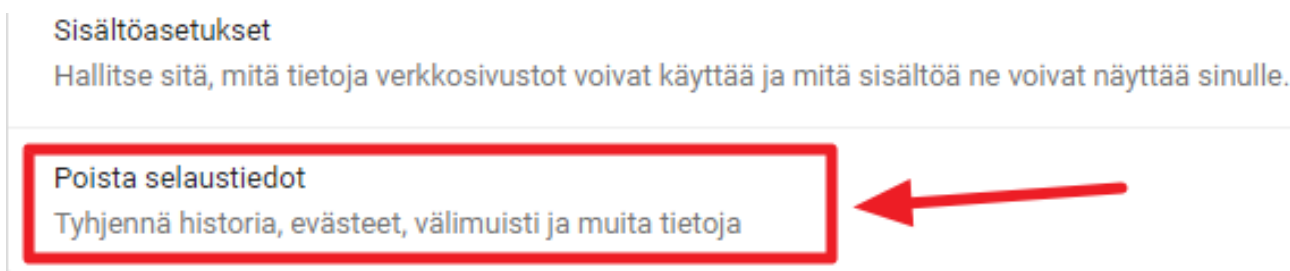 Sisältöasetukset
Hallitse sitä, mitä tietoja verkkosivustot voivat käyttää ja mitä sisältöä ne voivat näyttää sinulle.
Poista selaustiedot
Tyhjennä historia, evästeet, välimuisti ja muita tietoja